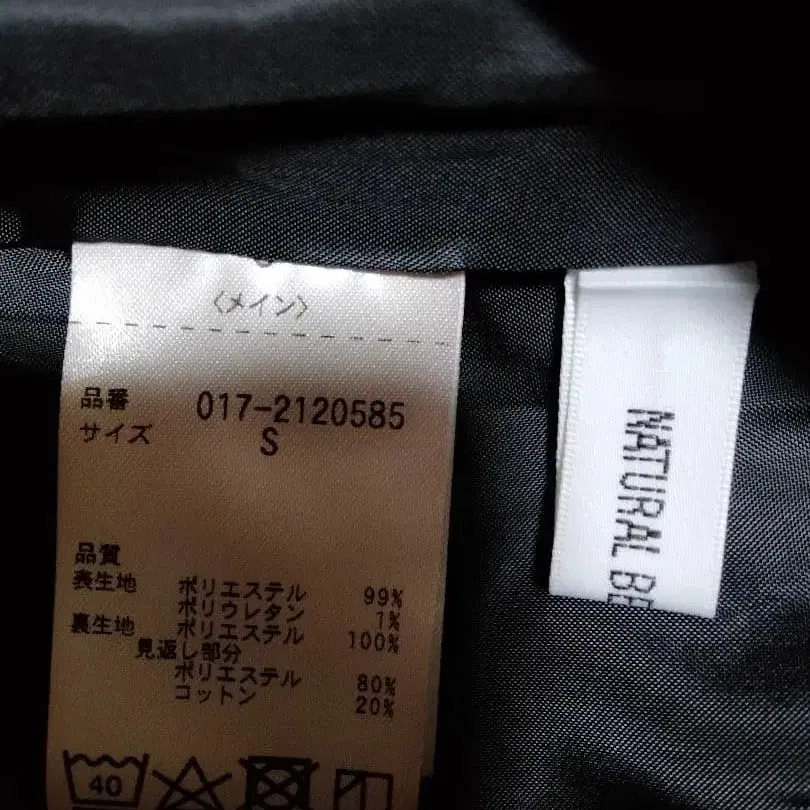 〈メイン〉
品番 017-2120585
サイズ S
品質
表生地 ポリエステル 99%
ポリウレタン 1%
裏生地 ポリエステル 100%
見返し部分
ポリエステル 80%
コットン 20%
40
NATURAL BE